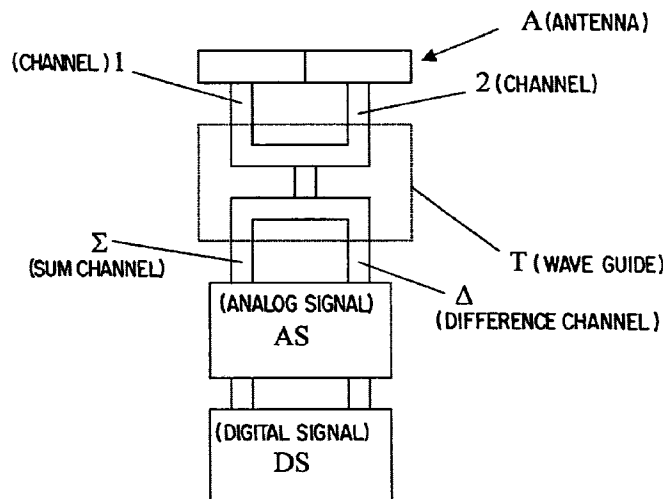 A (ANTENNA)
(CHANNEL) 1
2 (CHANNEL)
Σ
(SUM CHANNEL)
T (WAVE GUIDE)
Δ
(DIFFERENCE CHANNEL)
(ANALOG SIGNAL)
AS
(DIGITAL SIGNAL)
DS